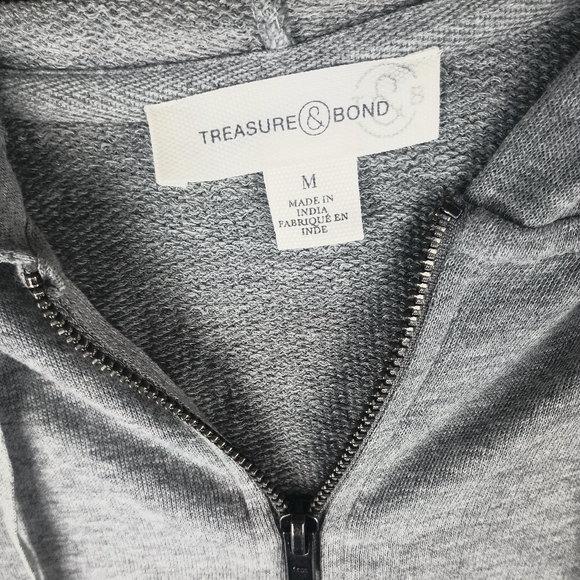 TREASURE & BOND
T & B
M
MADE IN
INDIA
FABRIQUÉ EN
INDE